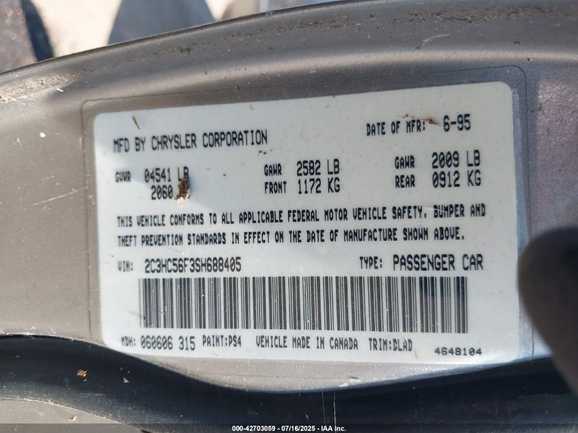 MFD BY CHRYSLER CORPORATION DATE OF MFR: 6-95
GVWR 04541 LB GAWR 2582 LB GAWR 2009 LB
2060 FRONT 1172 KG REAR 0912 KG
THIS VEHICLE CONFORMS TO ALL APPLICABLE FEDERAL MOTOR VEHICLE SAFETY, BUMPER AND
THEFT PREVENTION STANDARDS IN EFFECT ON THE DATE OF MANUFACTURE SHOWN ABOVE.
VIN: 2C3HC56F3SH688405 TYPE: PASSENGER CAR
MDH: 060606 315 PAINT:PS4 VEHICLE MADE IN CANADA TRIM:DLAD 4648104
000-42703059 | 07/16/2025 | IAA Inc.